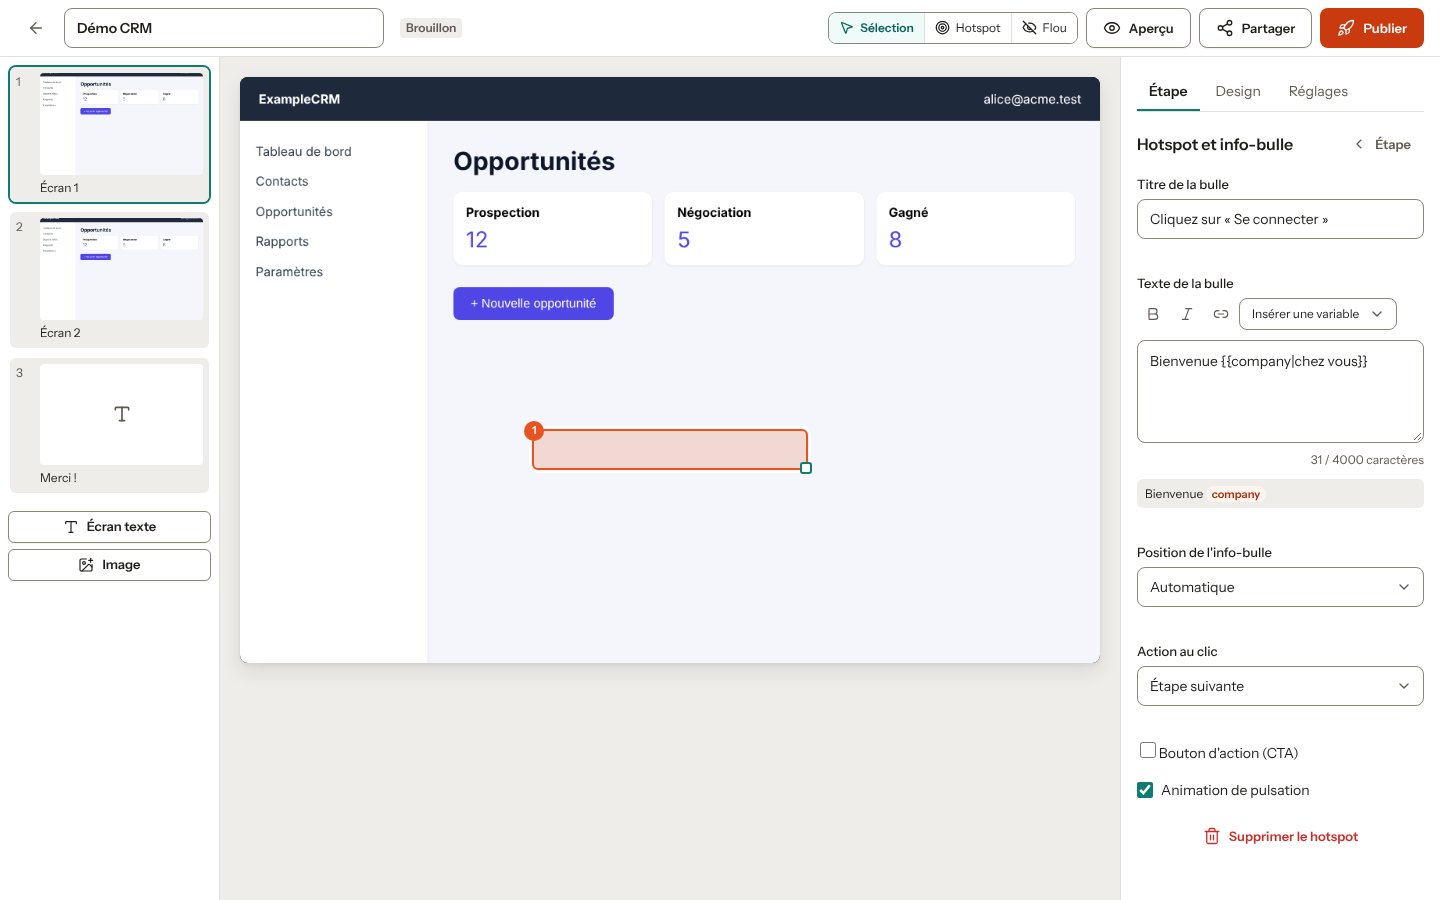 Démo CRM
Brouillon
Sélection
Hotspot
Flou
Aperçu
Partager
Publier
1
Opportunités
Écran 1
2
Opportunités
Écran 2
3
T
Merci !
Écran texte
Image
ExampleCRM
alice@acme.test
Tableau de bord
Contacts
Opportunités
Rapports
Paramètres
Opportunités
Prospection
12
Négociation
5
Gagné
8
+ Nouvelle opportunité
1
Étape
Design
Réglages
Hotspot et info-bulle
Étape
Titre de la bulle
Cliquez sur « Se connecter »
Texte de la bulle
B
I
Insérer une variable
Bienvenue {{company|chez vous}}
31 / 4000 caractères
Bienvenue company
Position de l'info-bulle
Automatique
Action au clic
Étape suivante
Bouton d'action (CTA)
Animation de pulsation
Supprimer le hotspot